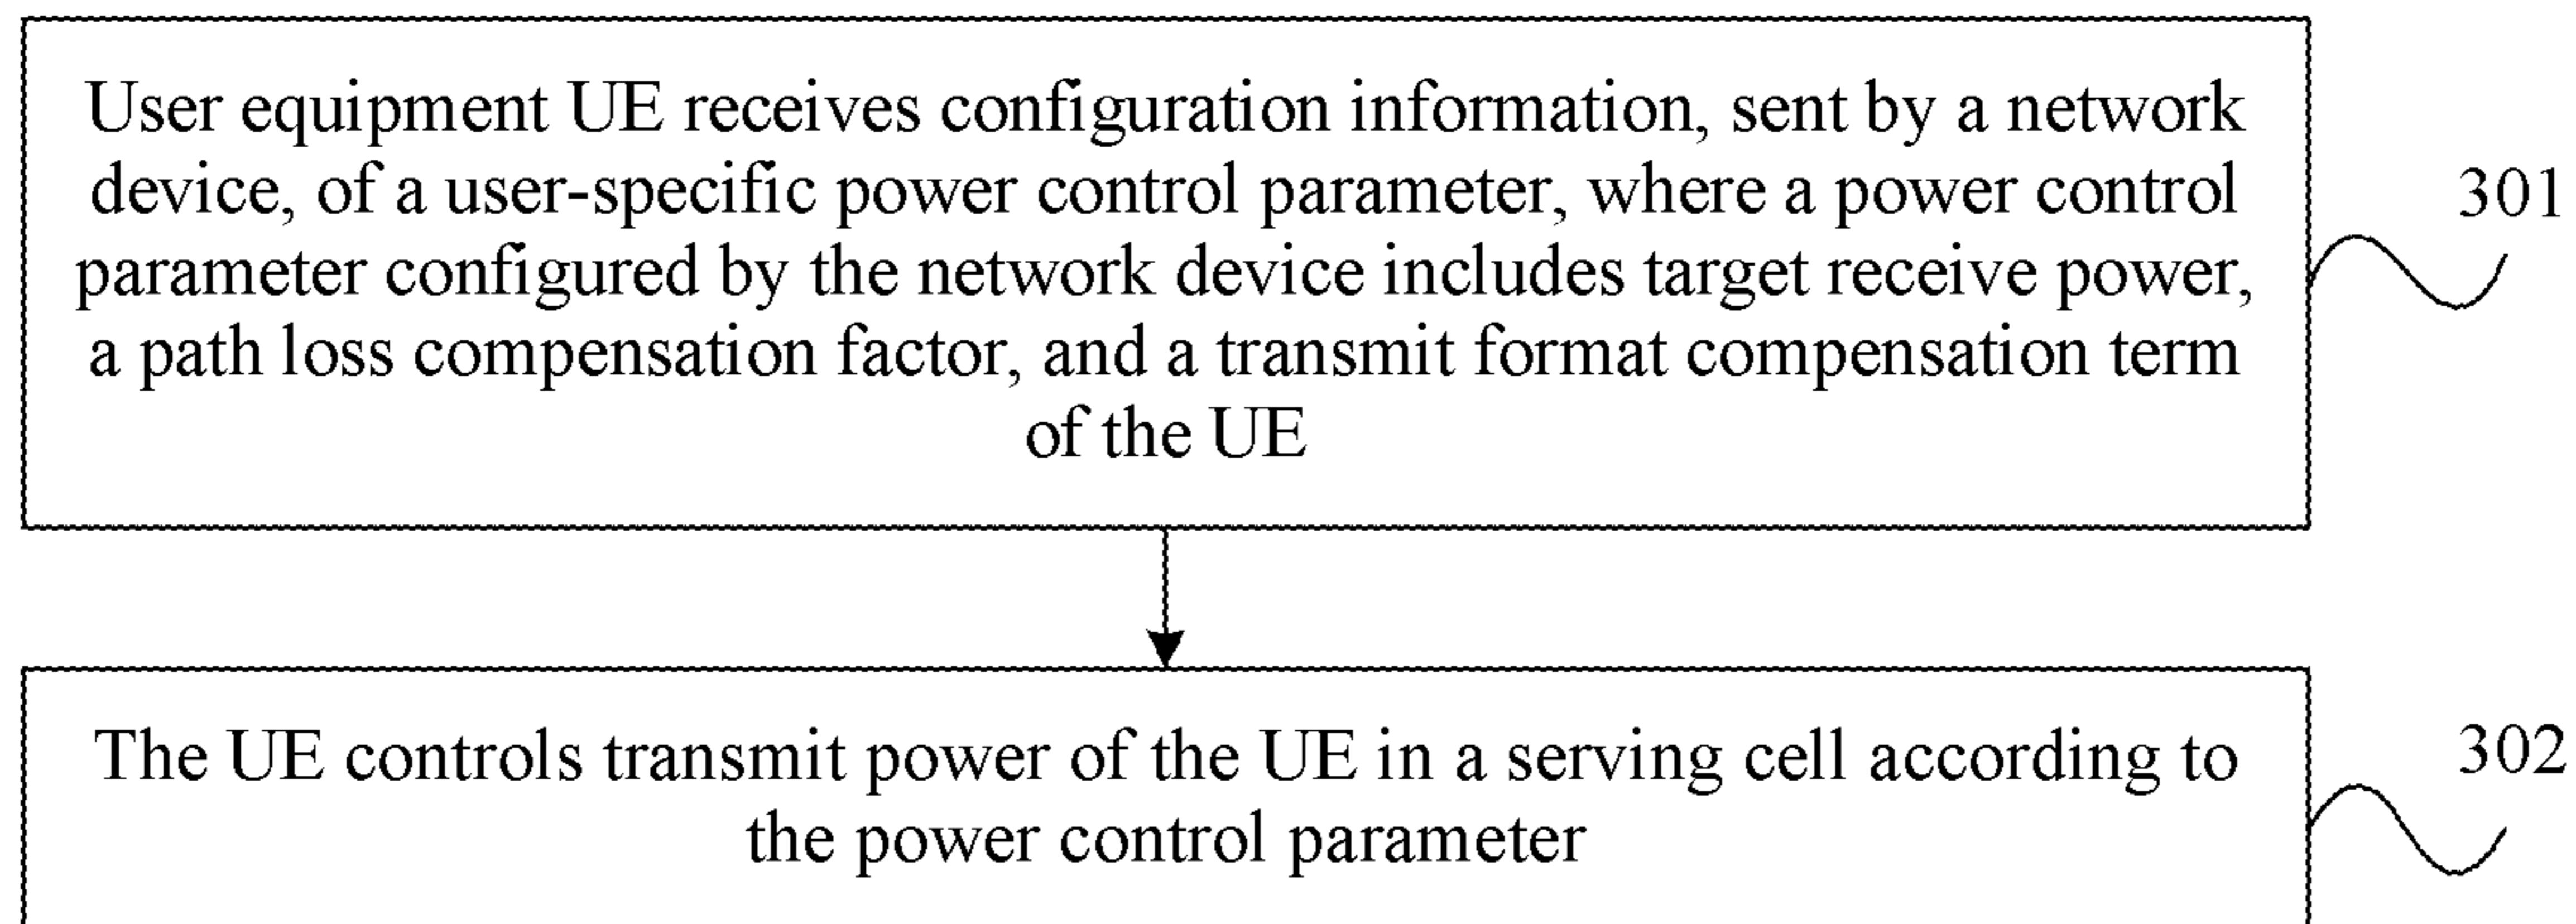 User equipment UE receives configuration information, sent by a network
device, of a user-specific power control parameter, where a power control
parameter configured by the network device includes target receive power,
a path loss compensation factor, and a transmit format compensation term
of the UE
301
The UE controls transmit power of the UE in a serving cell according to
the power control parameter
302